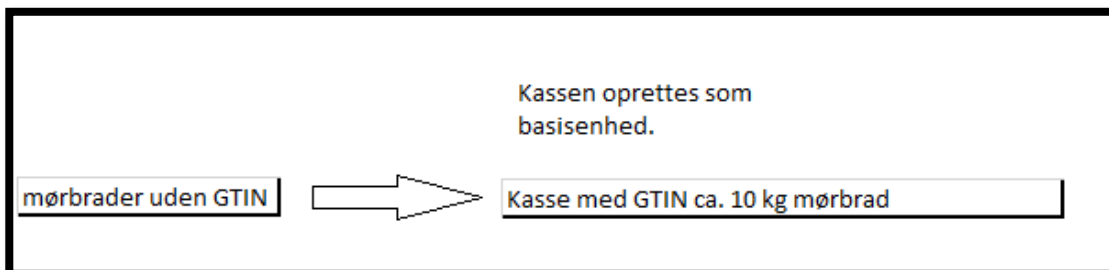 Kassen oprettes som
basisenhed.
mørbrader uden GTIN
Kasse med GTIN ca. 10 kg mørbrad